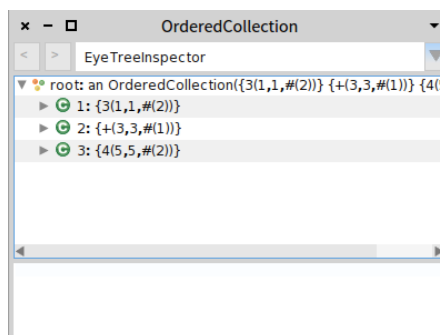 OrderedCollection
EyeTreeInspector
root: an OrderedCollection({3(1,1,#(2))} {+(3,3,#(1))} {4(
1: {3(1,1,#(2))}
2: {+(3,3,#(1))}
3: {4(5,5,#(2))}